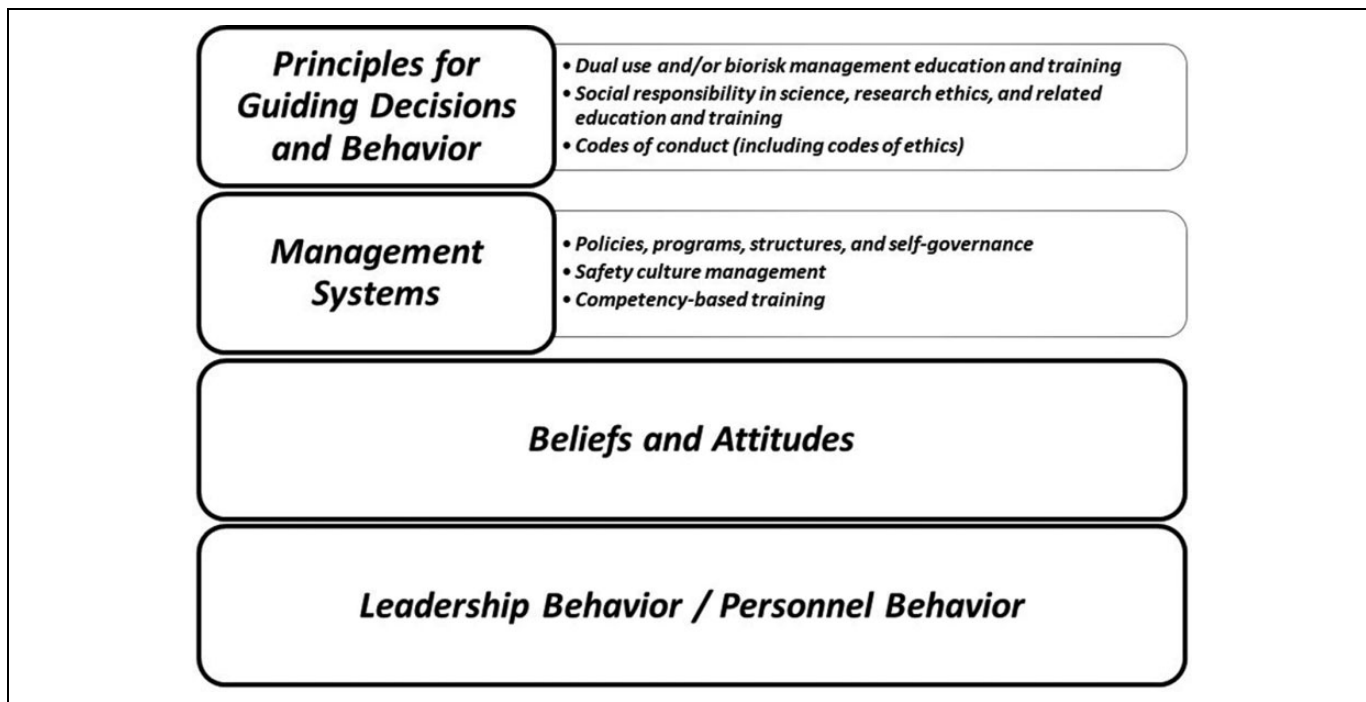 Principles for
Guiding Decisions
and Behavior
• Dual use and/or biorisk management education and training
• Social responsibility in science, research ethics, and related
education and training
• Codes of conduct (including codes of ethics)
Management
Systems
• Policies, programs, structures, and self-governance
• Safety culture management
• Competency-based training
Beliefs and Attitudes
Leadership Behavior / Personnel Behavior